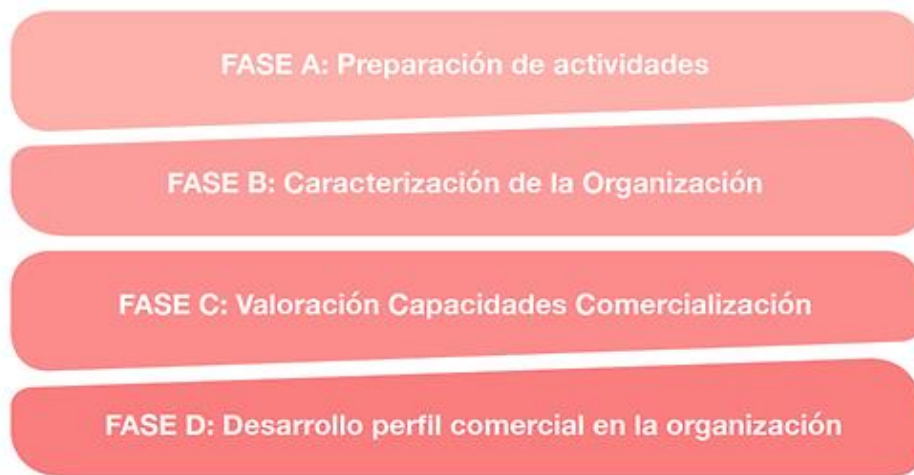 FASE A: Preparación de actividades
FASE B: Caracterización de la Organización
FASE C: Valoración Capacidades Comercialización
FASE D: Desarrollo perfil comercial en la organización